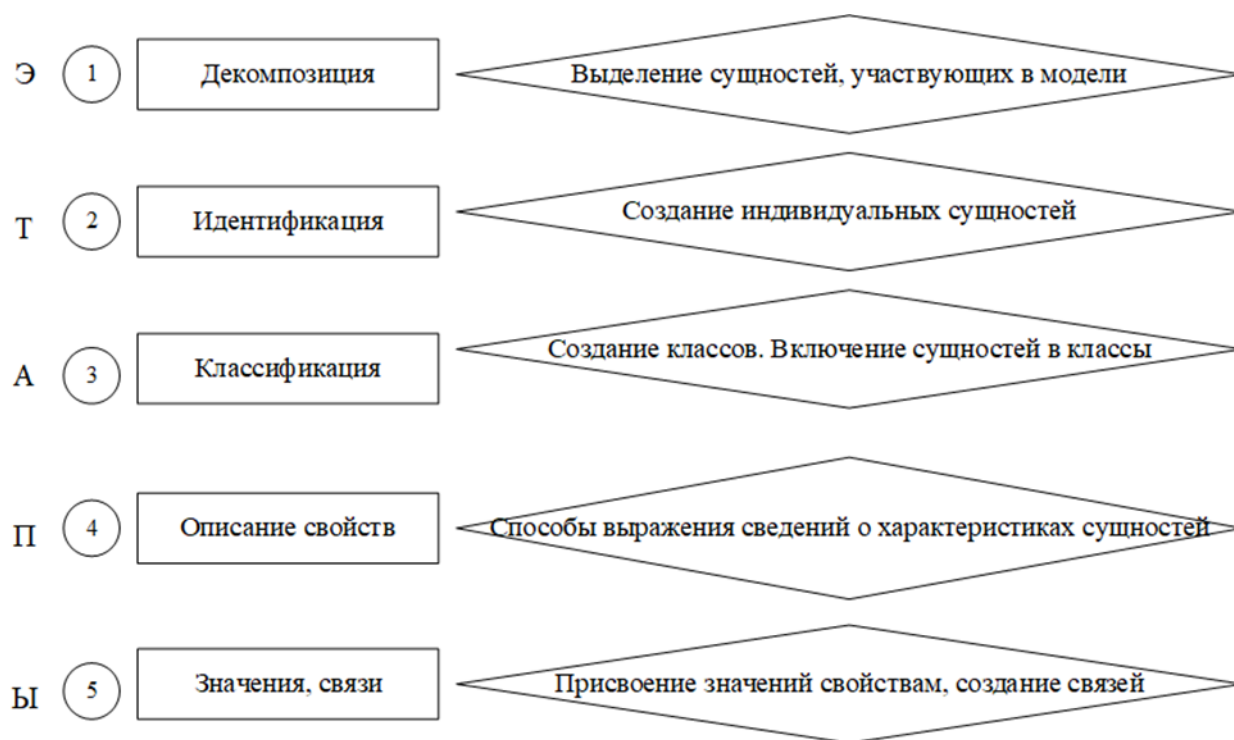 Э 1 Декомпозиция Выделение сущностей, участвующих в модели
Т 2 Идентификация Создание индивидуальных сущностей
А 3 Классификация Создание классов. Включение сущностей в классы
П 4 Описание свойств Способы выражения сведений о характеристиках сущностей
Ы 5 Значения, связи Присвоение значений свойствам, создание связей